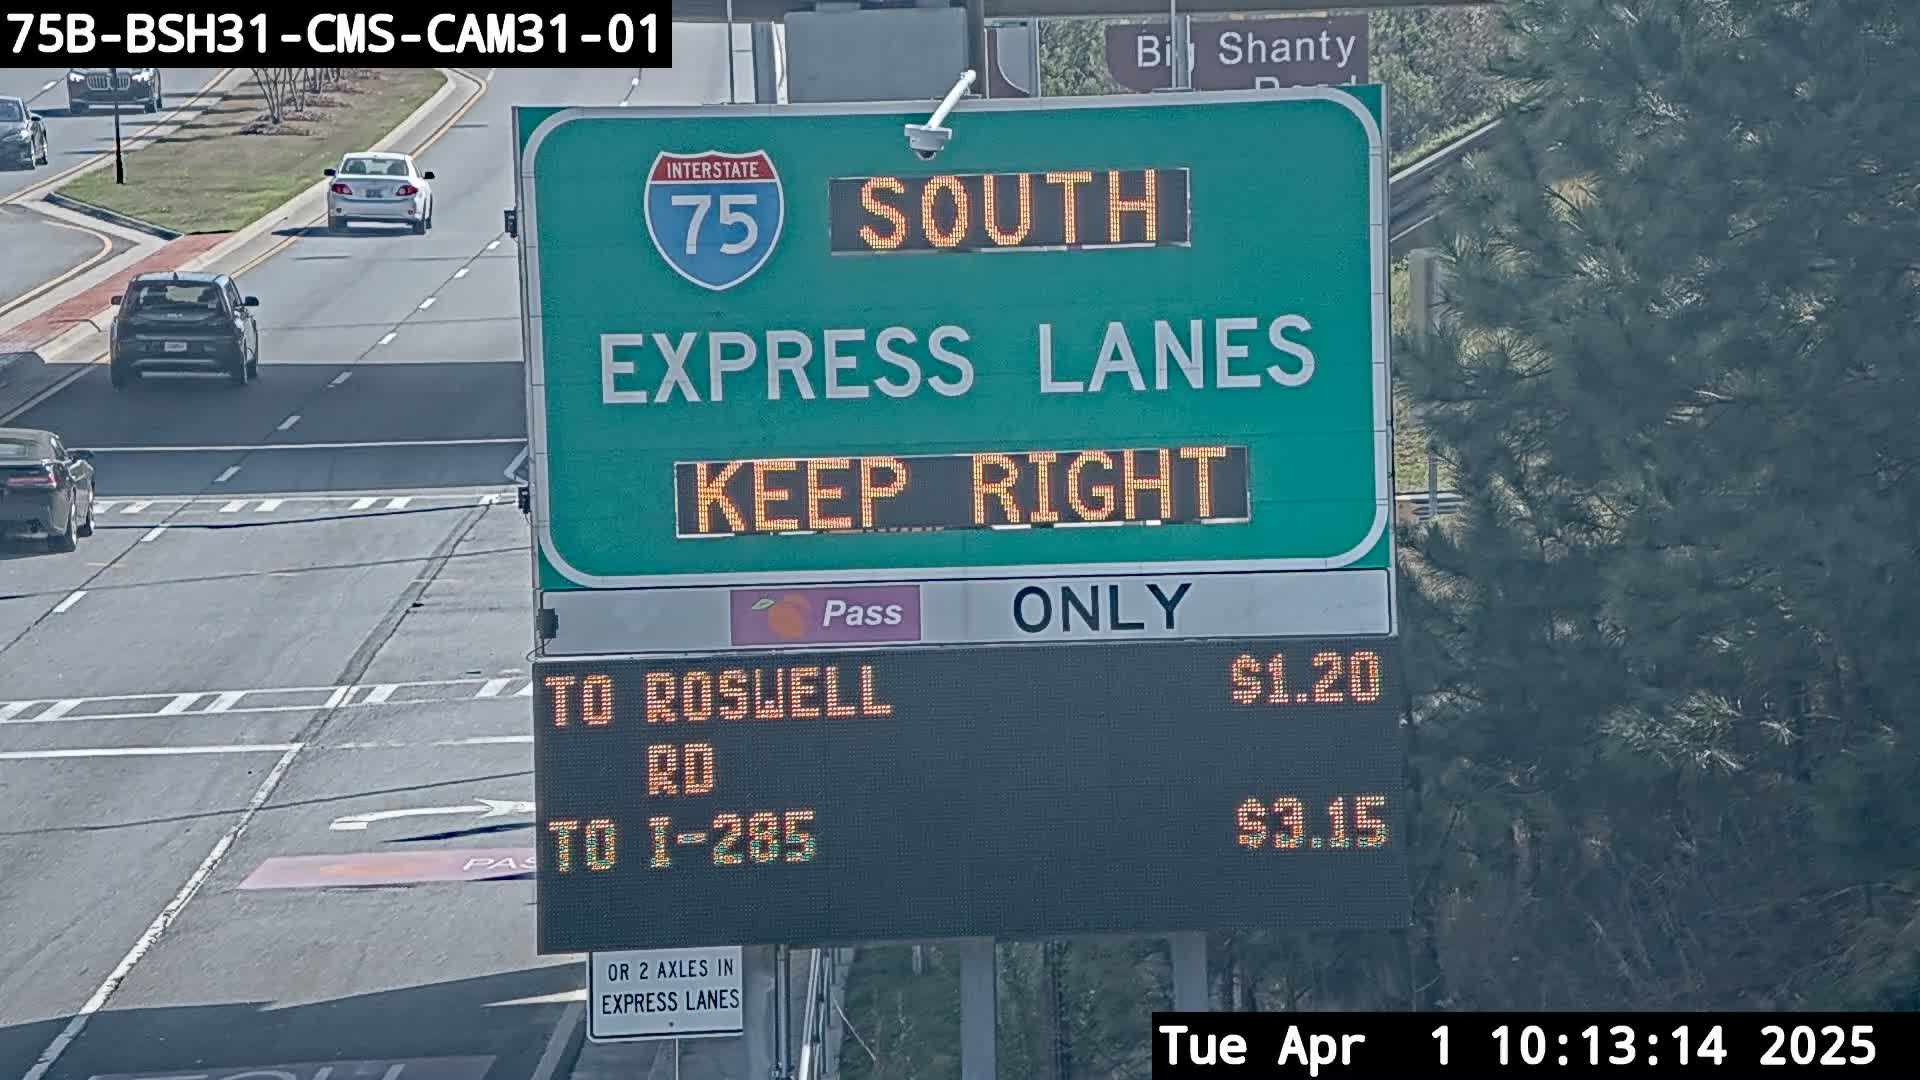 75B-BSH31-CMS-CAM31-01
Big Shanty
Road
INTERSTATE
75
SOUTH
EXPRESS LANES
KEEP RIGHT
Pass ONLY
TO ROSWELL $1.20
RD
TO I-285 $3.15
PAS
OR 2 AXLES IN
EXPRESS LANES
Tue Apr 1 10:13:14 2025